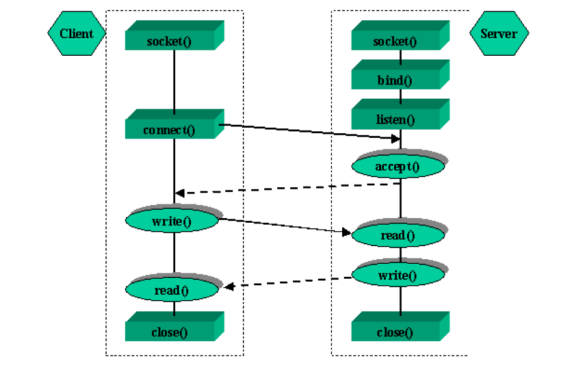 Client
socket()
connect()
write()
read()
close()
Server
socket()
bind()
listen()
accept()
read()
write()
close()